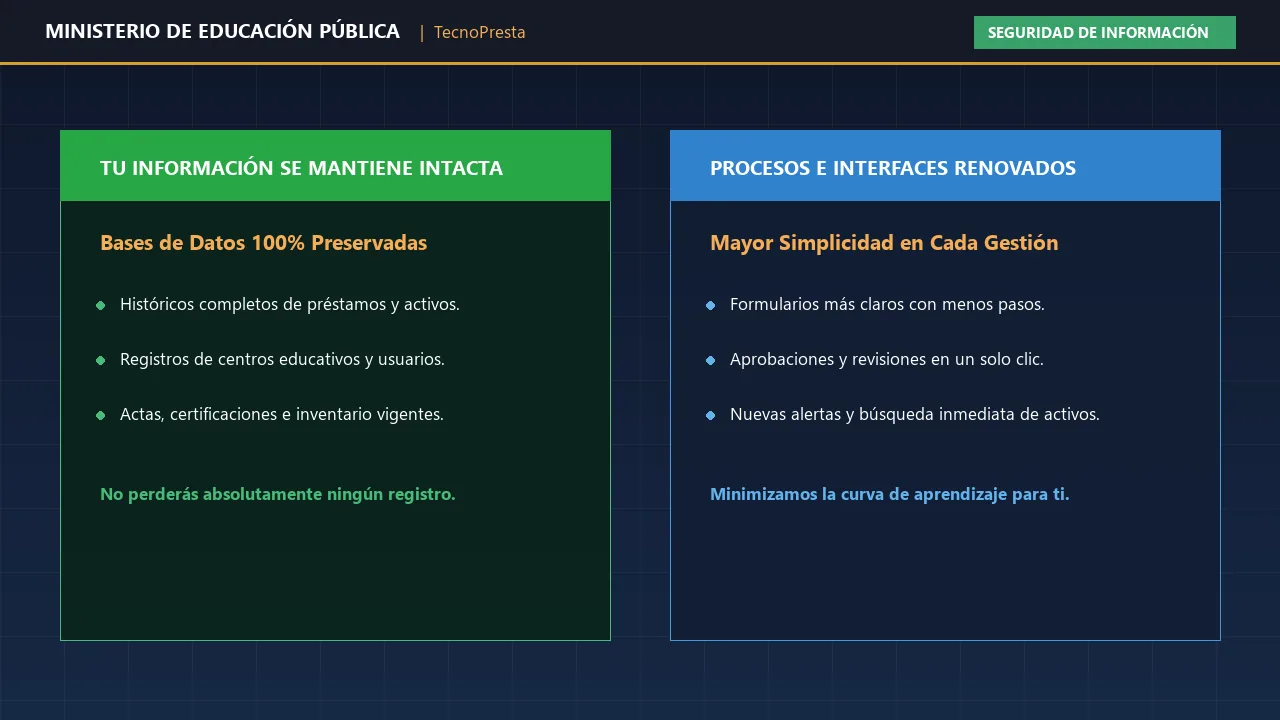 MINISTERIO DE EDUCACIÓN PÚBLICA | TecnoPresta
SEGURIDAD DE INFORMACIÓN
TU INFORMACIÓN SE MANTIENE INTACTA
Bases de Datos 100% Preservadas
Históricos completos de préstamos y activos.
Registros de centros educativos y usuarios.
Actas, certificaciones e inventario vigentes.
No perderás absolutamente ningún registro.
PROCESOS E INTERFACES RENOVADOS
Mayor Simplicidad en Cada Gestión
Formularios más claros con menos pasos.
Aprobaciones y revisiones en un solo clic.
Nuevas alertas y búsqueda inmediata de activos.
Minimizamos la curva de aprendizaje para ti.